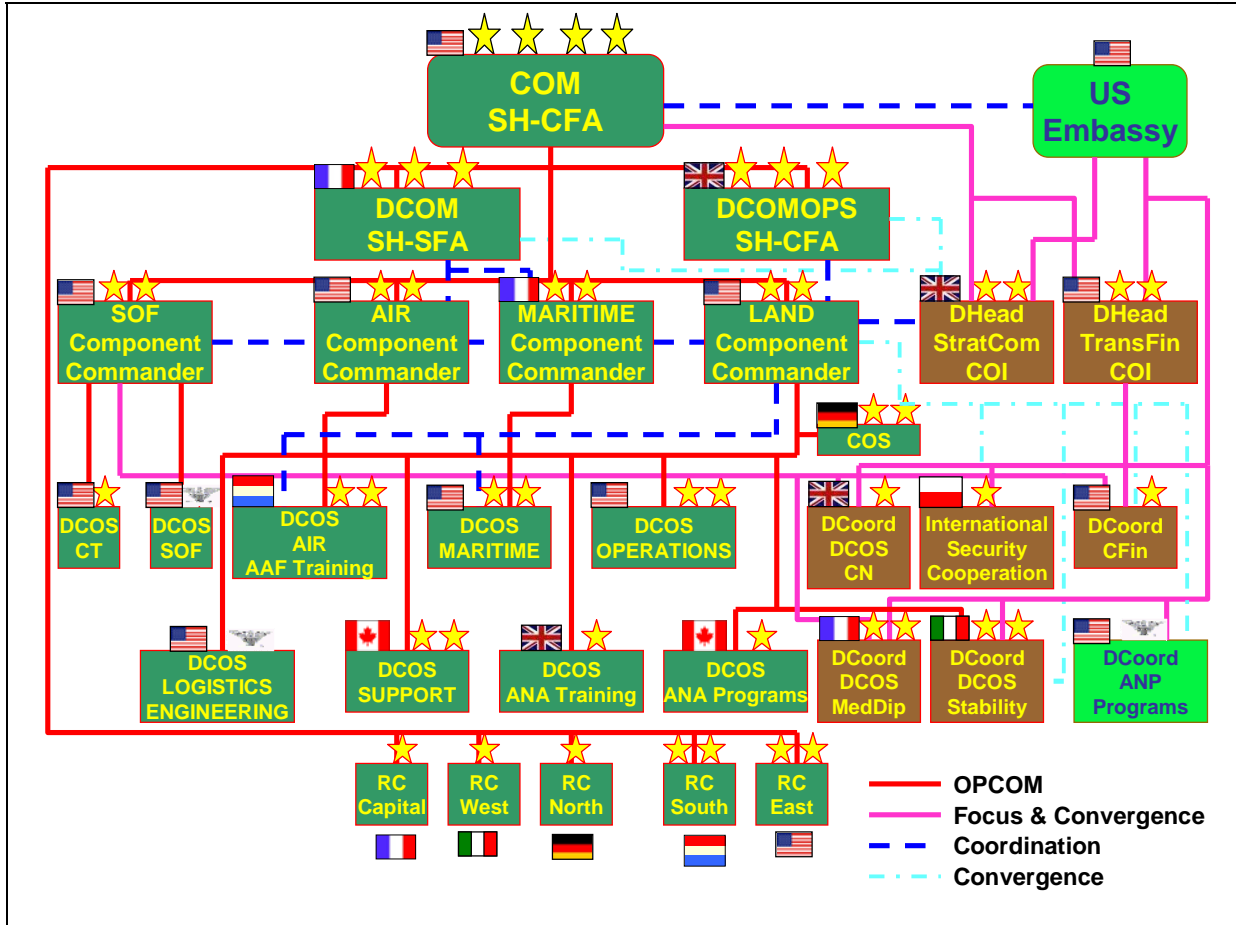 COM
SH-CFA
US
Embassy
DCOM
SH-SFA
DCOMOPS
SH-CFA
SOF
Component
Commander
AIR
Component
Commander
MARITIME
Component
Commander
LAND
Component
Commander
DHead
StratCom
COI
DHead
TransFin
COI
COS
DCOS
CT
DCOS
SOF
DCOS
AIR
AAF Training
DCOS
MARITIME
DCOS
OPERATIONS
DCoord
DCOS
CN
International
Security
Cooperation
DCoord
CFin
DCOS
LOGISTICS
ENGINEERING
DCOS
SUPPORT
DCOS
ANA Training
DCOS
ANA Programs
DCoord
DCOS
MedDip
DCoord
DCOS
Stability
DCoord
ANP
Programs
RC
Capital
RC
West
RC
North
RC
South
RC
East
OPCOM
Focus & Convergence
Coordination
Convergence